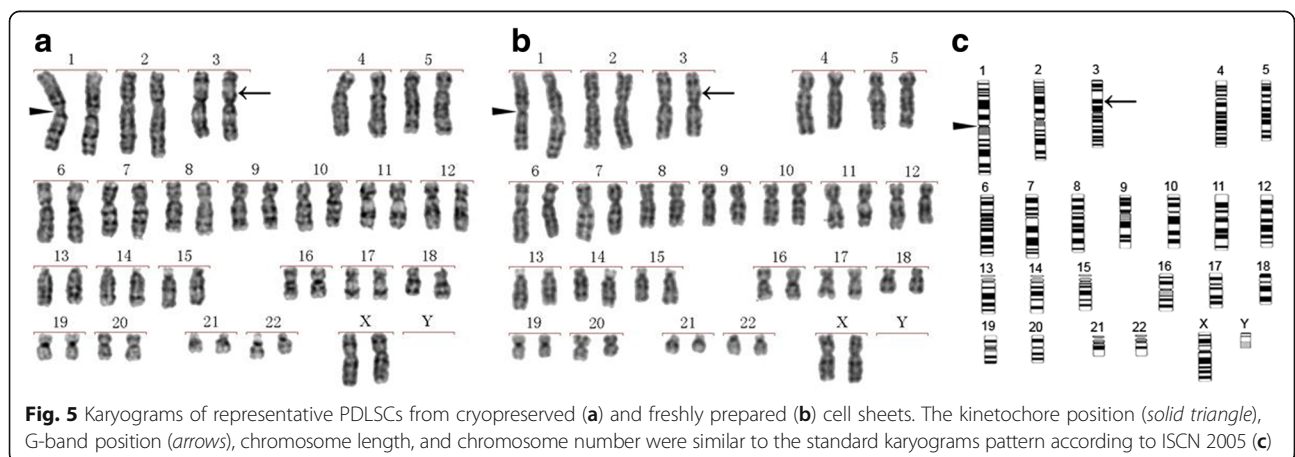 a
1 2 3 4 5
6 7 8 9 10 11 12
13 14 15 16 17 18
19 20 21 22 X Y
b
1 2 3 4 5
6 7 8 9 10 11 12
13 14 15 16 17 18
19 20 21 22 X Y
c
1 2 3 4 5
6 7 8 9 10 11 12
13 14 15 16 17 18
19 20 21 22 X Y
Fig. 5 Karyograms of representative PDLSCs from cryopreserved (a) and freshly prepared (b) cell sheets. The kinetochore position (solid triangle),
G-band position (arrows), chromosome length, and chromosome number were similar to the standard karyograms pattern according to ISCN 2005 (c)